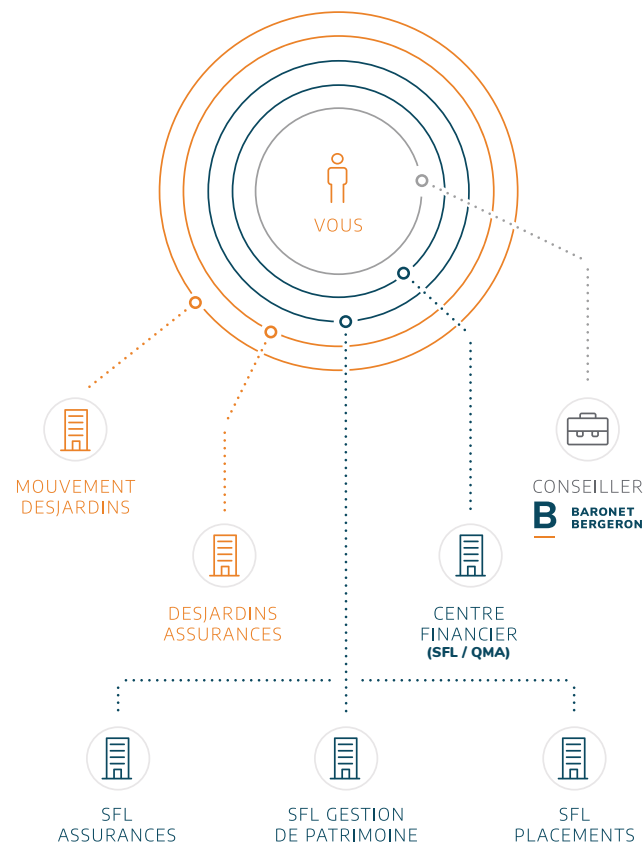 VOUS
MOUVEMENT
DESJARDINS
CONSEILLER
B BARONET
BERGERON
DESJARDINS
ASSURANCES
CENTRE
FINANCIER
(SFL / QMA)
SFL
ASSURANCES
SFL GESTION
DE PATRIMOINE
SFL
PLACEMENTS